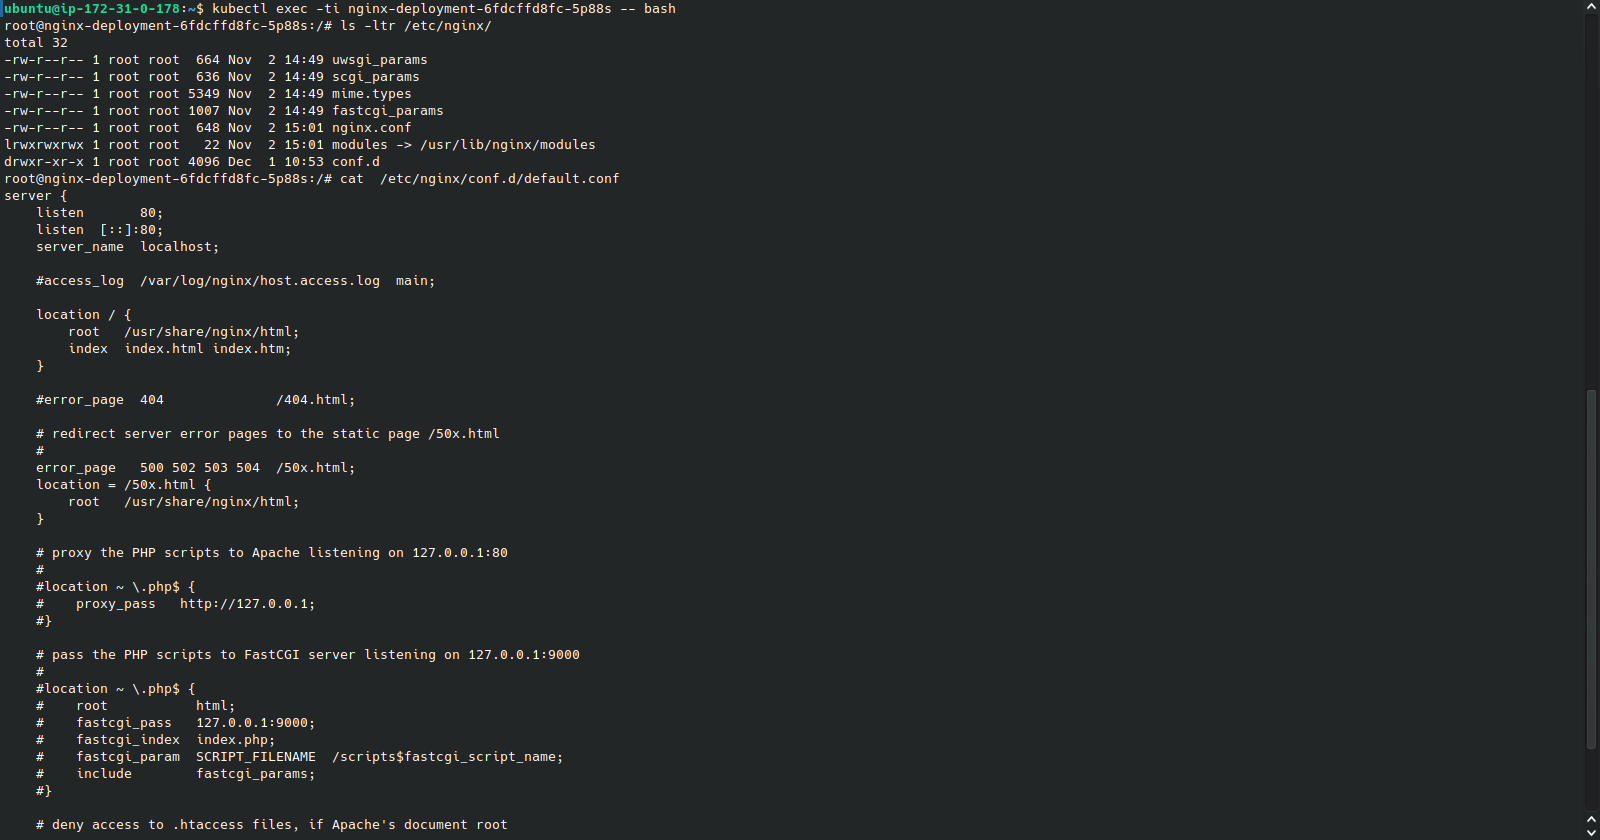 ubuntu@ip-172-31-0-178:~$ kubectl exec -ti nginx-deployment-6fdcffd8fc-5p88s -- bash
root@nginx-deployment-6fdcffd8fc-5p88s:/# ls -ltr /etc/nginx/
total 32
-rw-r--r-- 1 root root  664 Nov  2 14:49 uwsgi_params
-rw-r--r-- 1 root root  636 Nov  2 14:49 scgi_params
-rw-r--r-- 1 root root 5349 Nov  2 14:49 mime.types
-rw-r--r-- 1 root root 1007 Nov  2 14:49 fastcgi_params
-rw-r--r-- 1 root root  648 Nov  2 15:01 nginx.conf
lrwxrwxrwx 1 root root   22 Nov  2 15:01 modules -> /usr/lib/nginx/modules
drwxr-xr-x 1 root root 4096 Dec  1 10:53 conf.d
root@nginx-deployment-6fdcffd8fc-5p88s:/# cat  /etc/nginx/conf.d/default.conf
server {
    listen       80;
    listen  [::]:80;
    server_name  localhost;

    #access_log  /var/log/nginx/host.access.log  main;

    location / {
        root   /usr/share/nginx/html;
        index  index.html index.htm;
    }

    #error_page  404              /404.html;

    # redirect server error pages to the static page /50x.html
    #
    error_page   500 502 503 504  /50x.html;
    location = /50x.html {
        root   /usr/share/nginx/html;
    }

    # proxy the PHP scripts to Apache listening on 127.0.0.1:80
    #
    #location ~ \.php$ {
    #    proxy_pass   http://127.0.0.1;
    #}

    # pass the PHP scripts to FastCGI server listening on 127.0.0.1:9000
    #
    #location ~ \.php$ {
    #    root           html;
    #    fastcgi_pass   127.0.0.1:9000;
    #    fastcgi_index  index.php;
    #    fastcgi_param  SCRIPT_FILENAME  /scripts$fastcgi_script_name;
    #    include        fastcgi_params;
    #}

    # deny access to .htaccess files, if Apache's document root